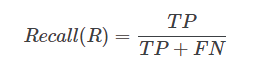 Recall(R) = TP / TP + FN